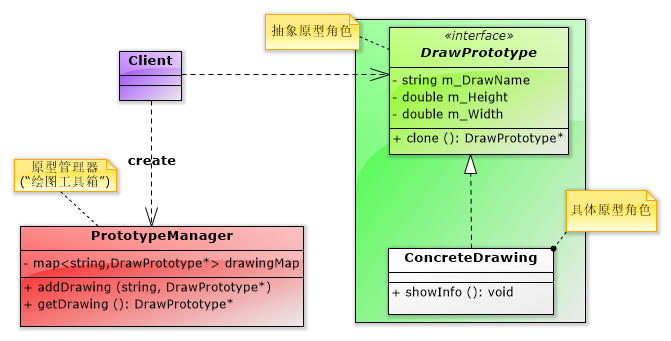 抽象原型角色
«interface»
DrawPrototype
- string m_DrawName
- double m_Height
- double m_Width
+ clone (): DrawPrototype*
Client
create
原型管理器
(“绘图工具箱”)
PrototypeManager
- map<string,DrawPrototype*> drawingMap
+ addDrawing (string, DrawPrototype*)
+ getDrawing (): DrawPrototype*
具体原型角色
ConcreteDrawing
+ showInfo (): void